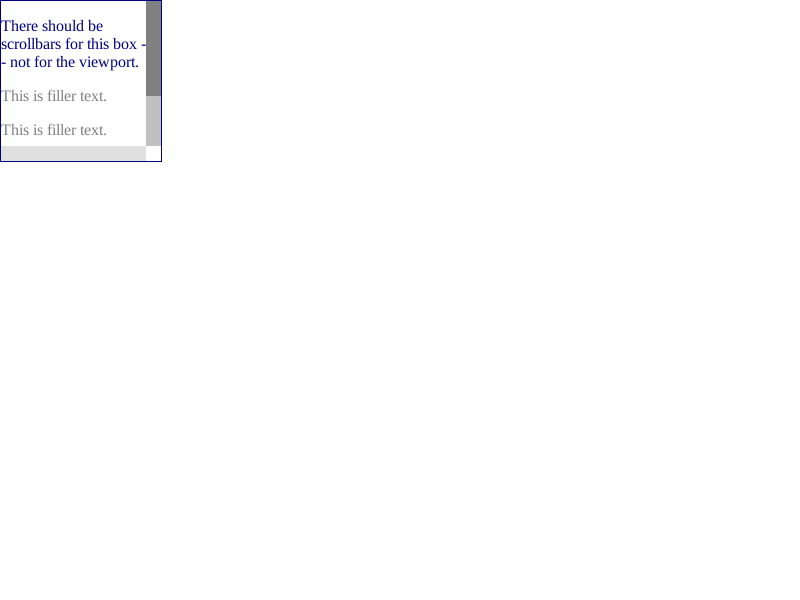 There should be
scrollbars for this box -
- not for the viewport.
This is filler text.
This is filler text.